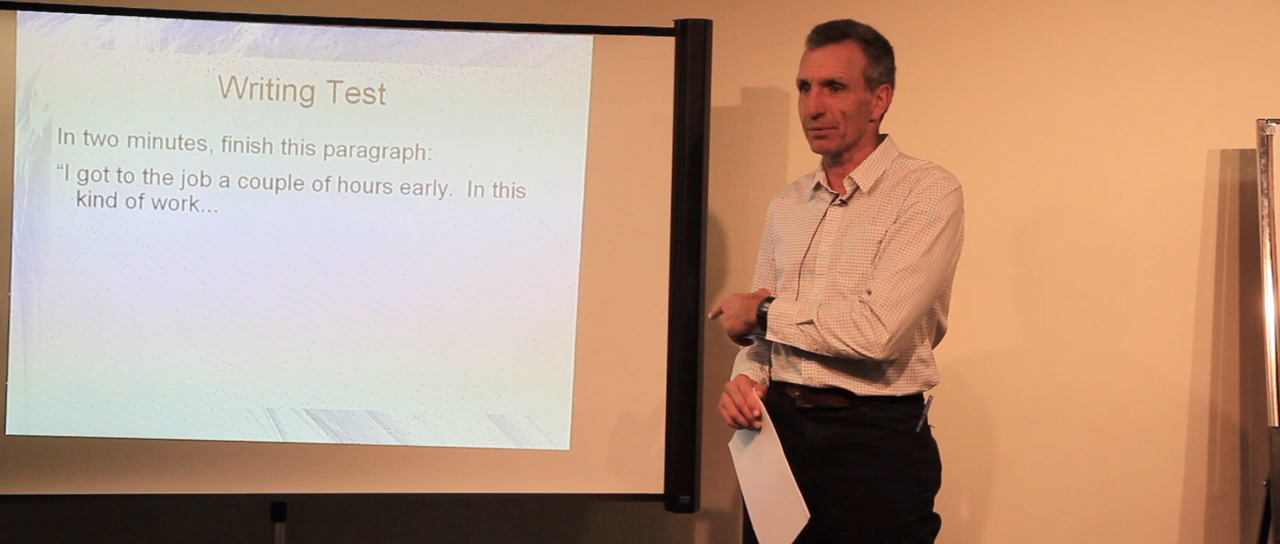 Writing Test
In two minutes, finish this paragraph:
“I got to the job a couple of hours early.  In this
kind of work...